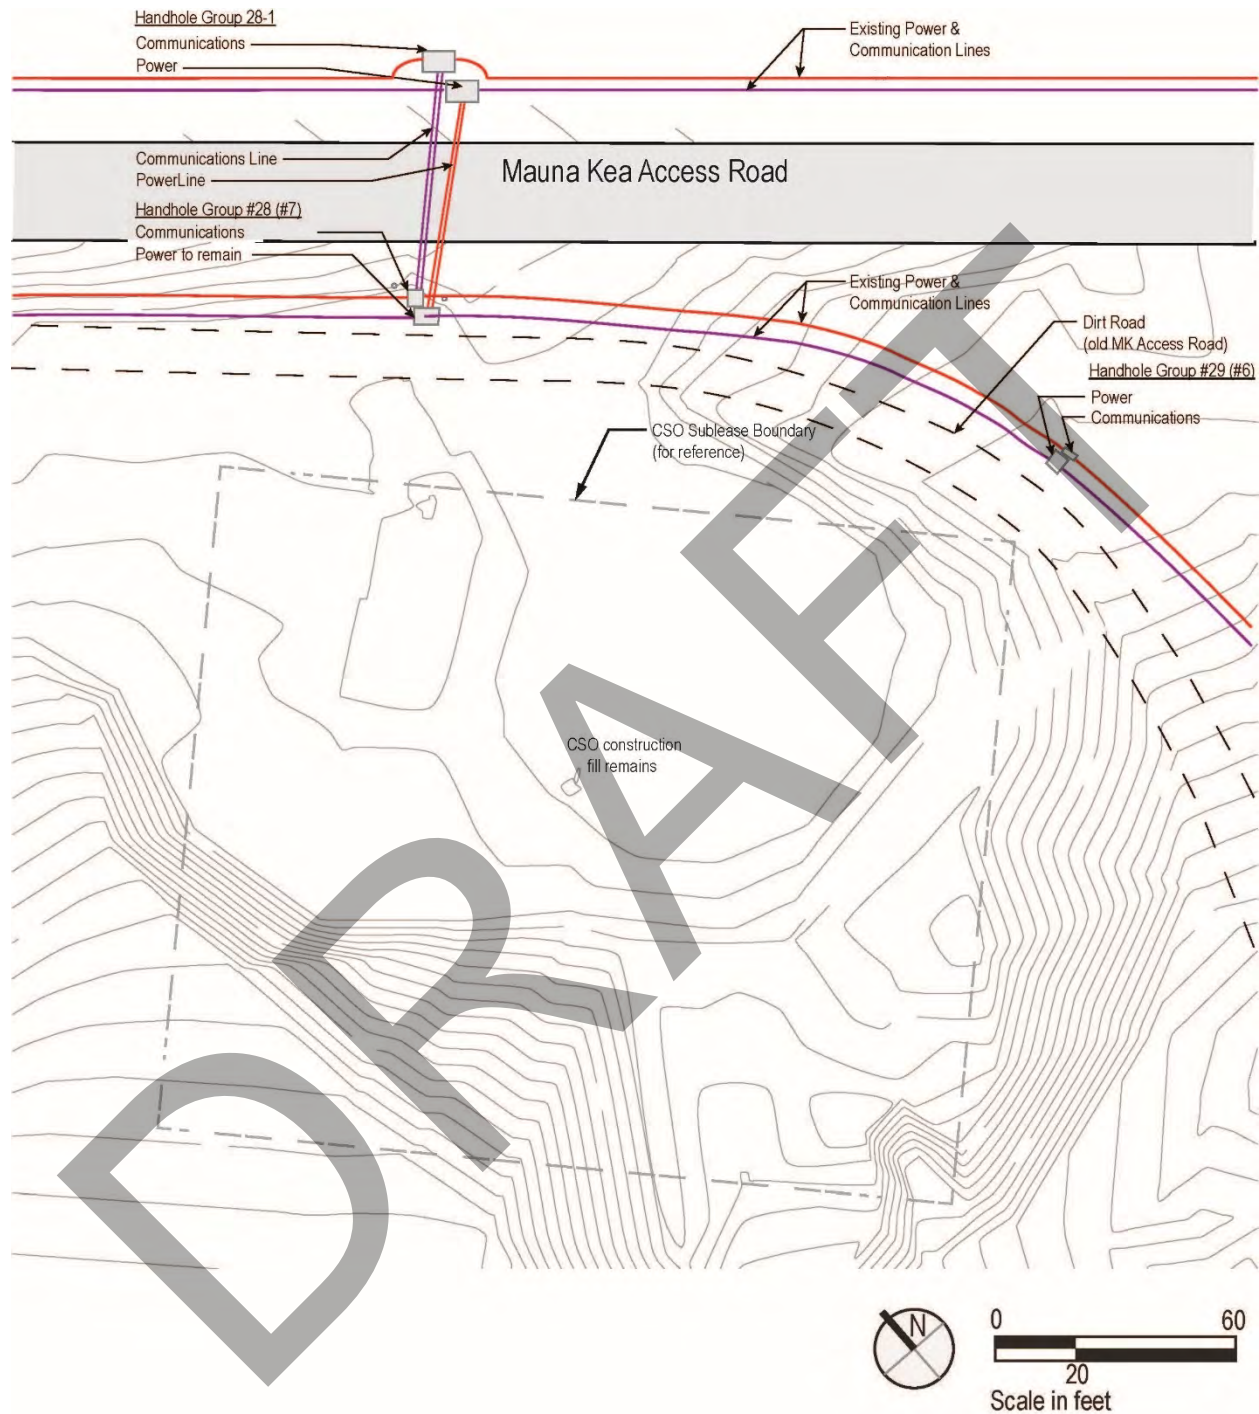 Handhole Group 28-1
Communications
Power
Existing Power &
Communication Lines
Communications Line
PowerLine
Mauna Kea Access Road
Handhole Group #28 (#7)
Communications
Power to remain
Existing Power &
Communication Lines
Dirt Road
(old MK Access Road)
Handhole Group #29 (#6)
Power
Communications
CSO Sublease Boundary
(for reference)
CSO construction
fill remains
DRAFT
N
0 60
20
Scale in feet